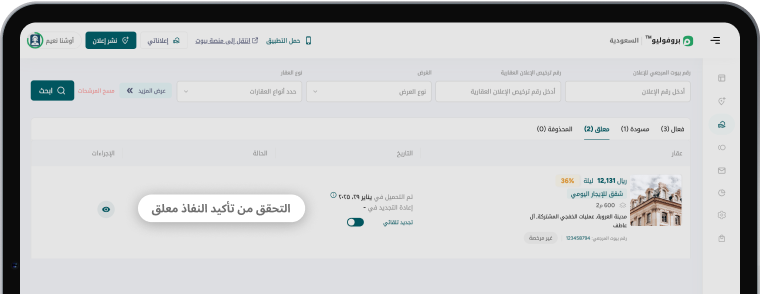 بروفوليو™ | السعودية
حمل التطبيق
انتقل إلى منصة بيوت
إعلاناتي
نشر إعلان
أوشنا نعيم
رقم بيوت المرجعي للإعلان
رقم ترخيص الإعلان العقارية
الغرض
نوع العقار
أدخل رقم الإعلان
أدخل رقم ترخيص الإعلان العقارية
نوع العرض
حدد أنواع العقارات
عرض المزيد
مسح المرشحات
ابحث
فعال (3)
مسودة (1)
معلق (2)
المحذوفة (0)
عقار
التاريخ
الحالة
الإجراءات
ريال 12,131 ليلة
36%
شقق للإيجار اليومي
600 م2
مدينة العروبة، عمليات الخفجي المشتركة، ال
عاطف
رقم بيوت المرجعي: 123458794
غير مرخصة
تم التحميل في يناير ٢٩، ٢٠٢٥
إعادة التجديد في -
تجديد تلقائي
التحقق من تأكيد النفاذ معلق